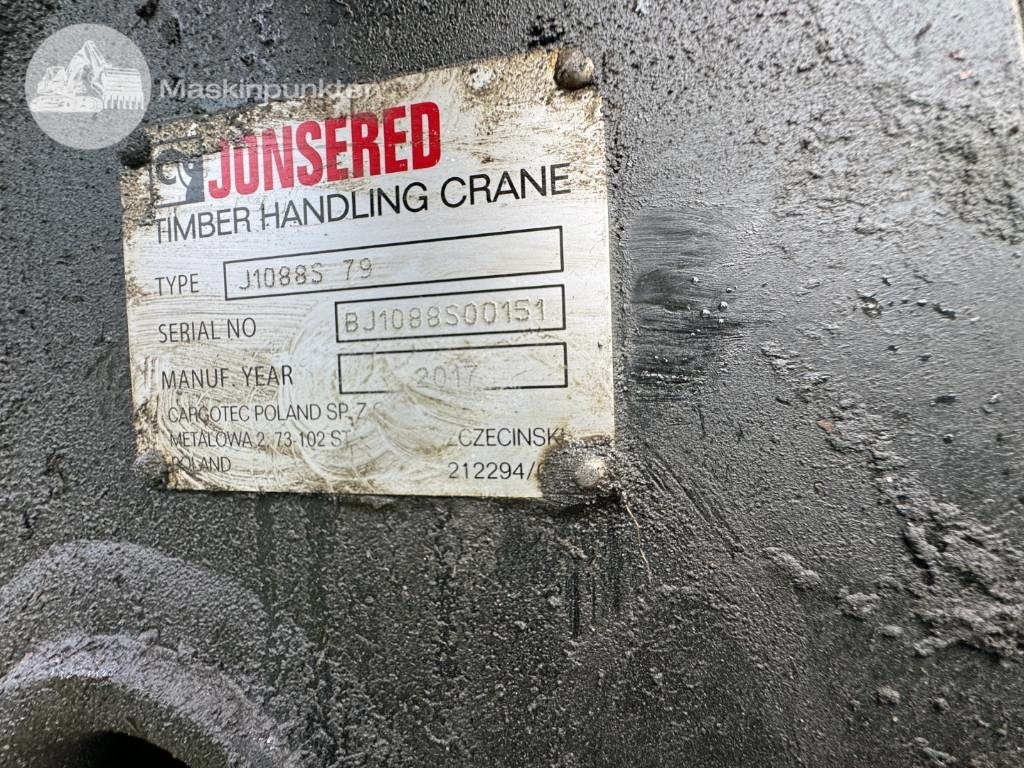 Maskinpunkten
JONSERED
TIMBER HANDLING CRANE
TYPE J1088S 79
SERIAL NO BJ1088S00151
MANUF. YEAR 2017
CARGOTEC POLAND SP. Z
METALOWA 2, 73-102 ST ZCZECINSKI
POLAND 212294/